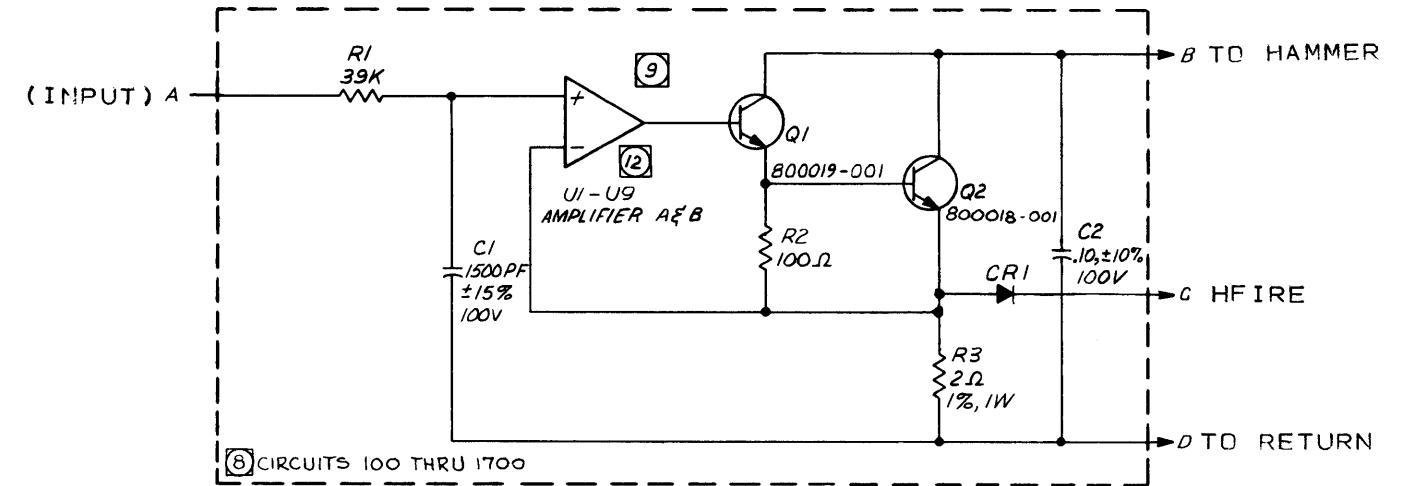 R1
39K
(INPUT) A
9
+
-
12
U1-U9
AMPLIFIER A&B
Q1
800019-001
Q2
800018-001
B TO HAMMER
R2
100Ω
C1
1500PF
±15%
100V
C2
.10,±10%
100V
CR1
C HFIRE
R3
2Ω
1%, 1W
D TO RETURN
8 CIRCUITS 100 THRU 1700